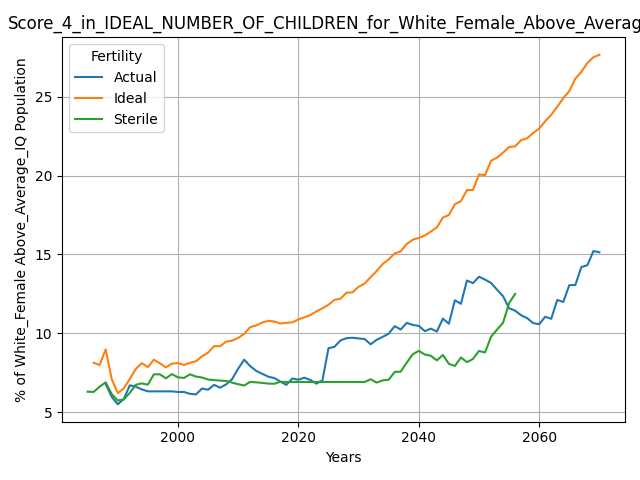 Score_4_in_IDEAL_NUMBER_OF_CHILDREN_for_White_Female_Above_Averag
Fertility
Actual
Ideal
Sterile
% of White_Female Above_Average_IQ Population
25
20
15
10
5
2000 2020 2040 2060
Years